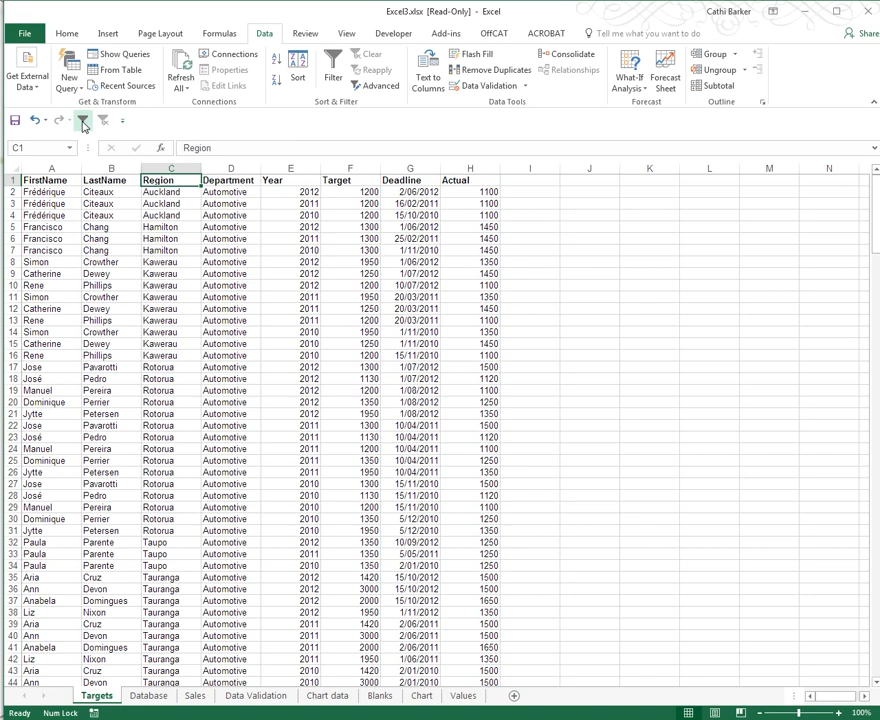 Excel3.xlsx [Read-Only] - Excel
Cathi Barker
File Home Insert Page Layout Formulas Data Review View Developer Add-ins OffCAT ACROBAT Tell me what you want to do Share
Get External Data
New Query
Show Queries
From Table
Recent Sources
Get & Transform
Refresh All
Connections
Properties
Edit Links
Connections
Sort
Filter
Clear
Reapply
Advanced
Sort & Filter
Text to Columns
Flash Fill
Remove Duplicates
Data Validation
Consolidate
Relationships
Data Tools
What-If Analysis
Forecast Sheet
Forecast
Group
Ungroup
Subtotal
Outline
C1 fx Region
A B C D E F G H I J K L M N
1 FirstName LastName Region Department Year Target Deadline Actual
2 Frédérique Citeaux Auckland Automotive 2012 1200 2/06/2012 1100
3 Frédérique Citeaux Auckland Automotive 2011 1200 16/02/2011 1100
4 Frédérique Citeaux Auckland Automotive 2010 1200 15/10/2010 1100
5 Francisco Chang Hamilton Automotive 2012 1300 1/06/2012 1450
6 Francisco Chang Hamilton Automotive 2011 1300 25/02/2011 1450
7 Francisco Chang Hamilton Automotive 2010 1300 1/11/2010 1450
8 Simon Crowther Kawerau Automotive 2012 1950 1/06/2012 1350
9 Catherine Dewey Kawerau Automotive 2012 1250 1/07/2012 1450
10 Rene Phillips Kawerau Automotive 2012 1200 10/07/2012 1100
11 Simon Crowther Kawerau Automotive 2011 1950 20/03/2011 1350
12 Catherine Dewey Kawerau Automotive 2011 1250 20/03/2011 1450
13 Rene Phillips Kawerau Automotive 2011 1200 20/03/2011 1100
14 Simon Crowther Kawerau Automotive 2010 1950 1/11/2010 1350
15 Catherine Dewey Kawerau Automotive 2010 1250 1/11/2010 1450
16 Rene Phillips Kawerau Automotive 2010 1200 15/11/2010 1100
17 Jose Pavarotti Rotorua Automotive 2012 1300 1/07/2012 1500
18 José Pedro Rotorua Automotive 2012 1130 1/07/2012 1120
19 Manuel Pereira Rotorua Automotive 2012 1200 1/08/2012 1100
20 Dominique Perrier Rotorua Automotive 2012 1350 1/08/2012 1250
21 Jytte Petersen Rotorua Automotive 2012 1950 1/08/2012 1350
22 Jose Pavarotti Rotorua Automotive 2011 1300 10/04/2011 1500
23 José Pedro Rotorua Automotive 2011 1130 10/04/2011 1120
24 Manuel Pereira Rotorua Automotive 2011 1200 10/04/2011 1100
25 Dominique Perrier Rotorua Automotive 2011 1350 10/04/2011 1250
26 Jytte Petersen Rotorua Automotive 2011 1950 10/04/2011 1350
27 Jose Pavarotti Rotorua Automotive 2010 1300 15/11/2010 1500
28 José Pedro Rotorua Automotive 2010 1130 15/11/2010 1120
29 Manuel Pereira Rotorua Automotive 2010 1200 15/11/2010 1100
30 Dominique Perrier Rotorua Automotive 2010 1350 5/12/2010 1250
31 Jytte Petersen Rotorua Automotive 2010 1950 5/12/2010 1350
32 Paula Parente Taupo Automotive 2012 1350 10/09/2012 1250
33 Paula Parente Taupo Automotive 2011 1350 5/05/2011 1250
34 Paula Parente Taupo Automotive 2010 1350 2/01/2010 1250
35 Aria Cruz Tauranga Automotive 2012 1420 15/10/2012 1500
36 Ann Devon Tauranga Automotive 2012 3000 15/10/2012 1500
37 Anabela Domingues Tauranga Automotive 2012 2000 15/10/2012 1650
38 Liz Nixon Tauranga Automotive 2012 1950 1/11/2012 1350
39 Aria Cruz Tauranga Automotive 2011 1420 2/06/2011 1500
40 Ann Devon Tauranga Automotive 2011 3000 2/06/2011 1500
41 Anabela Domingues Tauranga Automotive 2011 2000 2/06/2011 1650
42 Liz Nixon Tauranga Automotive 2011 1950 1/06/2011 1350
43 Aria Cruz Tauranga Automotive 2010 1420 2/01/2010 1500
44 Ann Devon Tauranga Automotive 2010 3000 2/01/2010 1500
Targets Database Sales Data Validation Chart data Blanks Chart Values
Ready Num Lock 100%